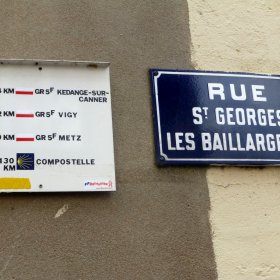 KM GR5F KEDANGE-SUR-
CANNER
KM GR5F VIGY
KM GR5F METZ
130
KM COMPOSTELLE
RUE
ST GEORGES
LES BAILLARGE